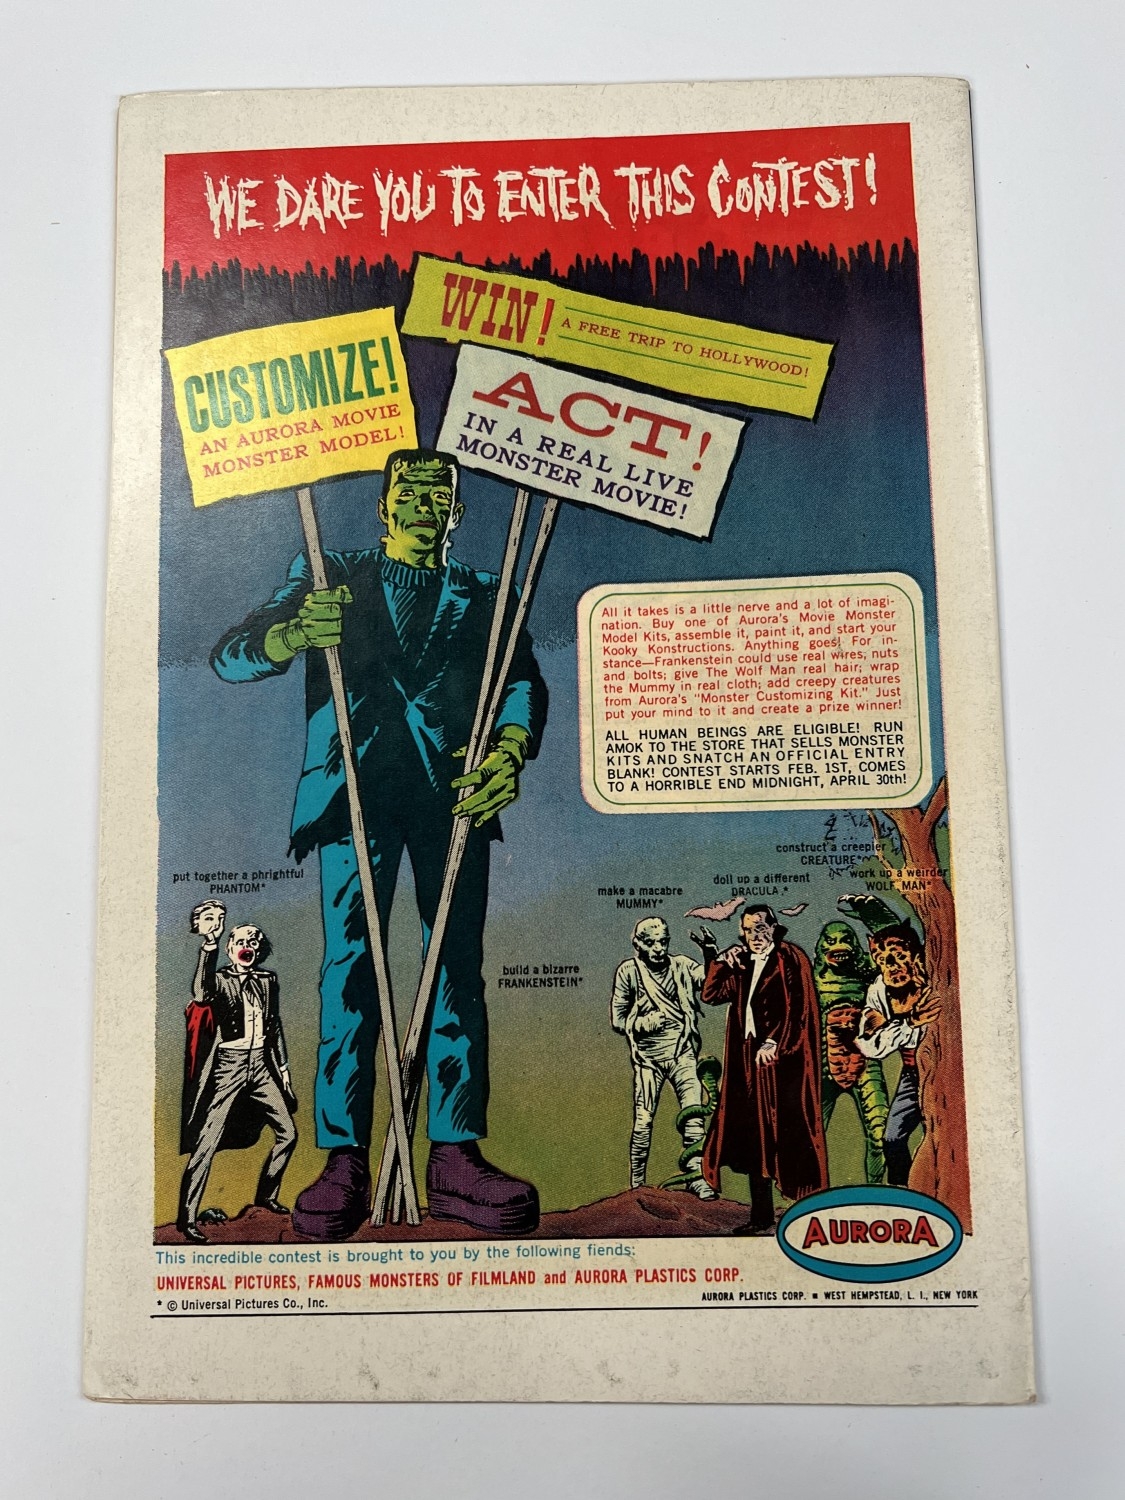 WE DARE YOU TO ENTER THIS CONTEST!
WIN! A FREE TRIP TO HOLLYWOOD!
CUSTOMIZE!
AN AURORA MOVIE
MONSTER MODEL!
ACT!
IN A REAL LIVE
MONSTER MOVIE!
All it takes is a little nerve and a lot of imagi-
nation. Buy one of Aurora's Movie Monster
Model Kits, assemble it, paint it, and start your
Kooky Konstructions. Anything goes! For in-
stance—Frankenstein could use real wires, nuts
and bolts; give The Wolf Man real hair; wrap
the Mummy in real cloth; add creepy creatures
from Aurora's "Monster Customizing Kit." Just
put your mind to it and create a prize winner!
ALL HUMAN BEINGS ARE ELIGIBLE! RUN
AMOK TO THE STORE THAT SELLS MONSTER
KITS AND SNATCH AN OFFICIAL ENTRY
BLANK! CONTEST STARTS FEB. 1ST, COMES
TO A HORRIBLE END MIDNIGHT, APRIL 30th!
put together a phrightful
PHANTOM*
build a bizarre
FRANKENSTEIN*
make a macabre
MUMMY*
doll up a different
DRACULA*
construct a creepier
CREATURE*
work up a weirder
WOLF MAN*
AURORA
This incredible contest is brought to you by the following fiends:
UNIVERSAL PICTURES, FAMOUS MONSTERS OF FILMLAND and AURORA PLASTICS CORP.
* © Universal Pictures Co., Inc.
AURORA PLASTICS CORP. ■ WEST HEMPSTEAD, L. I., NEW YORK